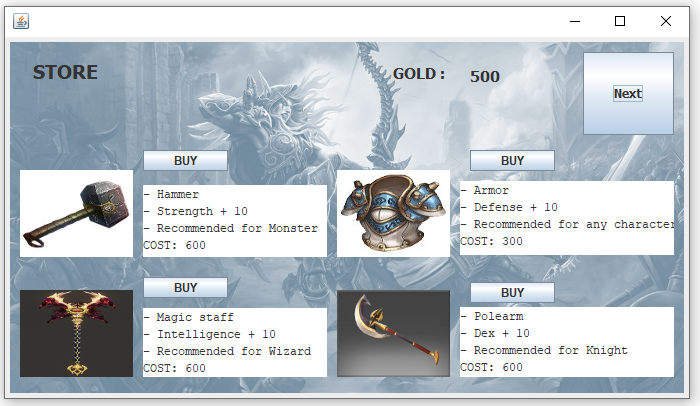 STORE
GOLD :
500
Next
BUY
- Hammer
- Strength + 10
- Recommended for Monster
COST: 600
BUY
- Armor
- Defense + 10
- Recommended for any character
COST: 300
BUY
- Magic staff
- Intelligence + 10
- Recommended for Wizard
COST: 600
BUY
- Polearm
- Dex + 10
- Recommended for Knight
COST: 600